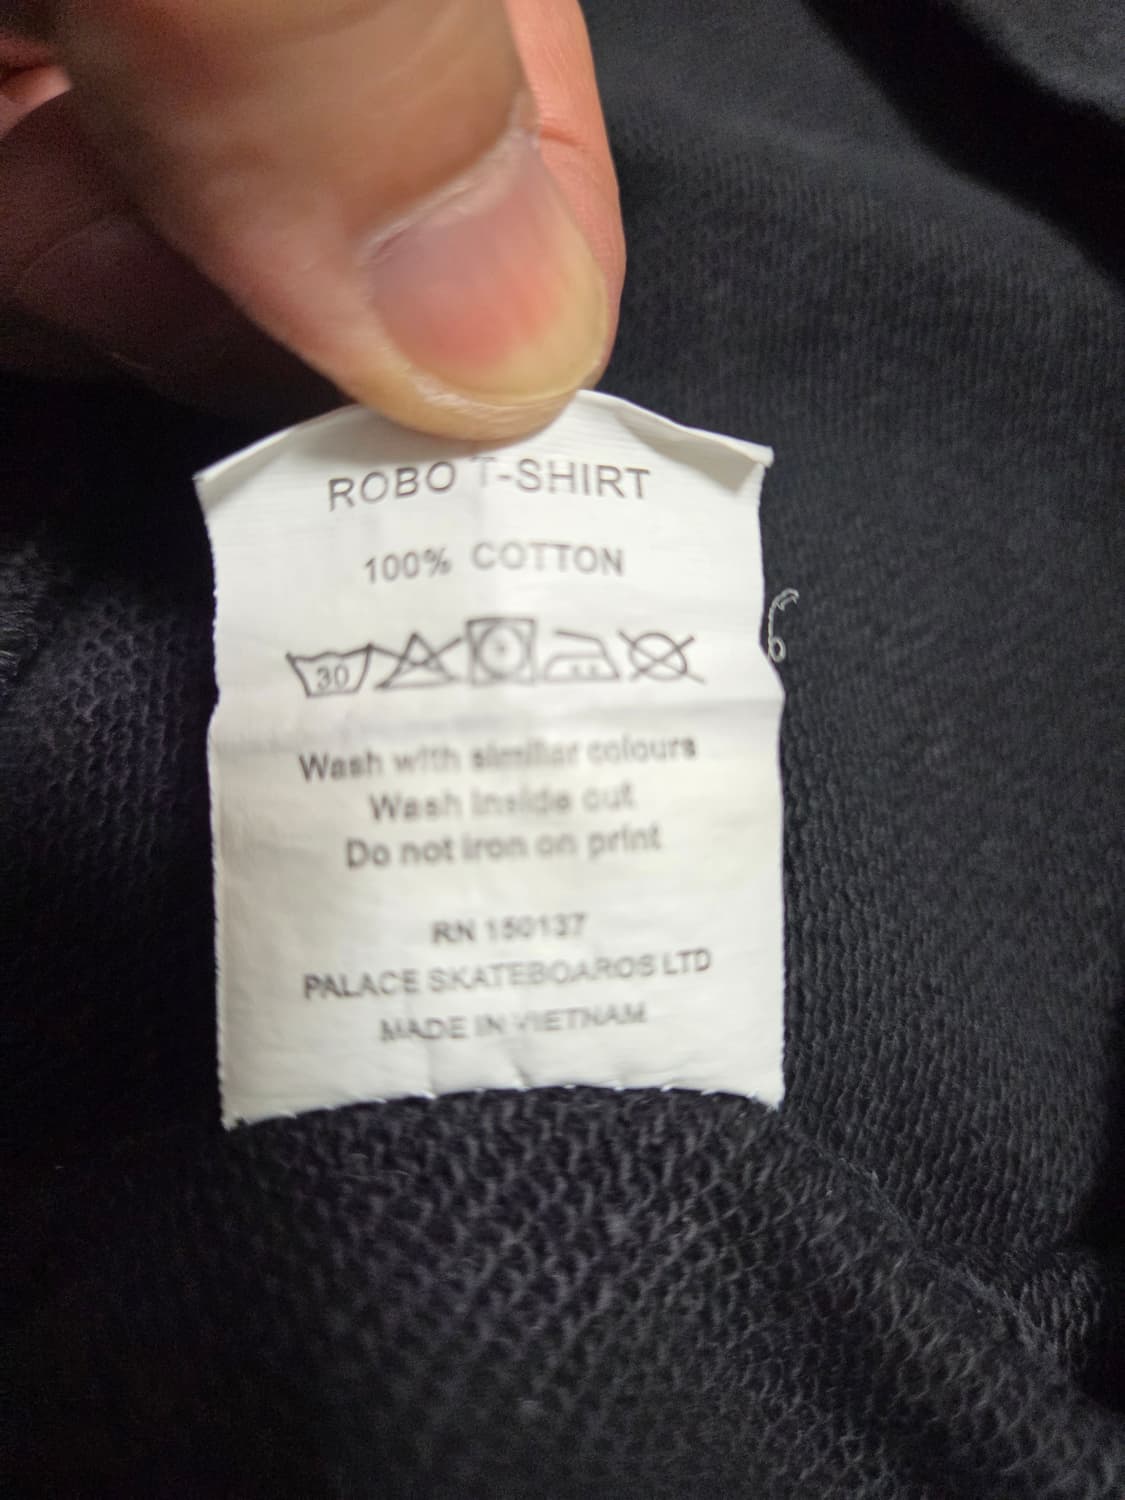 ROBO T-SHIRT
100% COTTON
30
Wash with similar colours
Wash inside out
Do not iron on print
RN 150137
PALACE SKATEBOARDS LTD
MADE IN VIETNAM